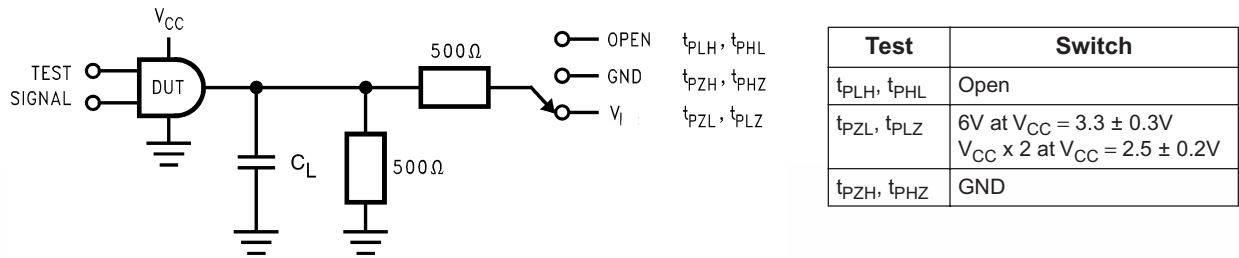 V_CC
TEST
SIGNAL
DUT
C_L
500Ω
500Ω
OPEN t_PLH, t_PHL
GND t_PZH, t_PHZ
V_I t_PZL, t_PLZ
Test Switch
t_PLH, t_PHL Open
t_PZL, t_PLZ 6V at V_CC = 3.3 ± 0.3V
V_CC x 2 at V_CC = 2.5 ± 0.2V
t_PZH, t_PHZ GND